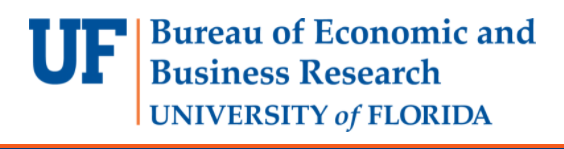 UF Bureau of Economic and
Business Research
UNIVERSITY of FLORIDA